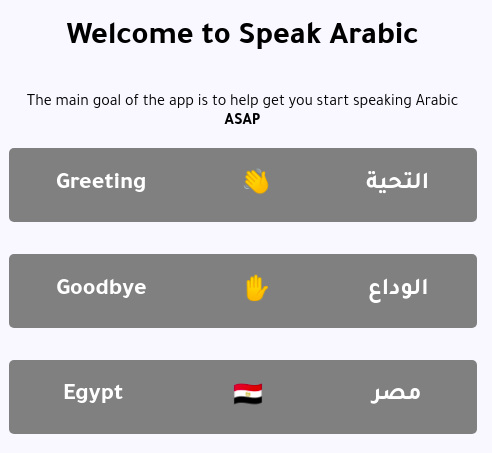 Welcome to Speak Arabic
The main goal of the app is to help get you start speaking Arabic
ASAP
Greeting 👋 التحية
Goodbye ✋ الوداع
Egypt 🇪🇬 مصر